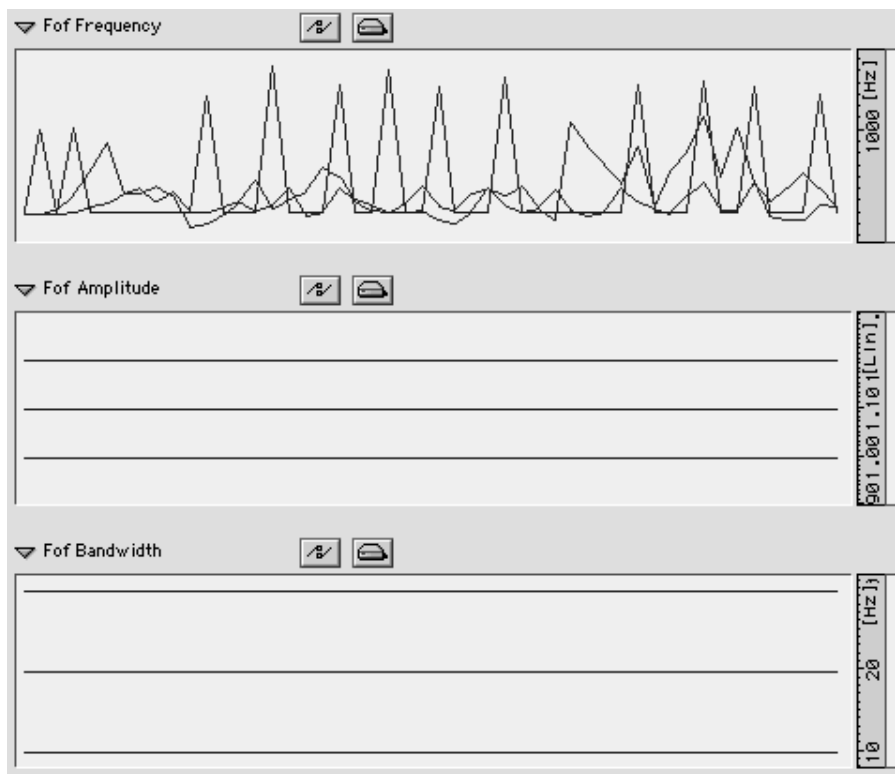 Fof Frequency
1000 [Hz]
Fof Amplitude
901.001.101[Lin].
Fof Bandwidth
10 20 [Hz]